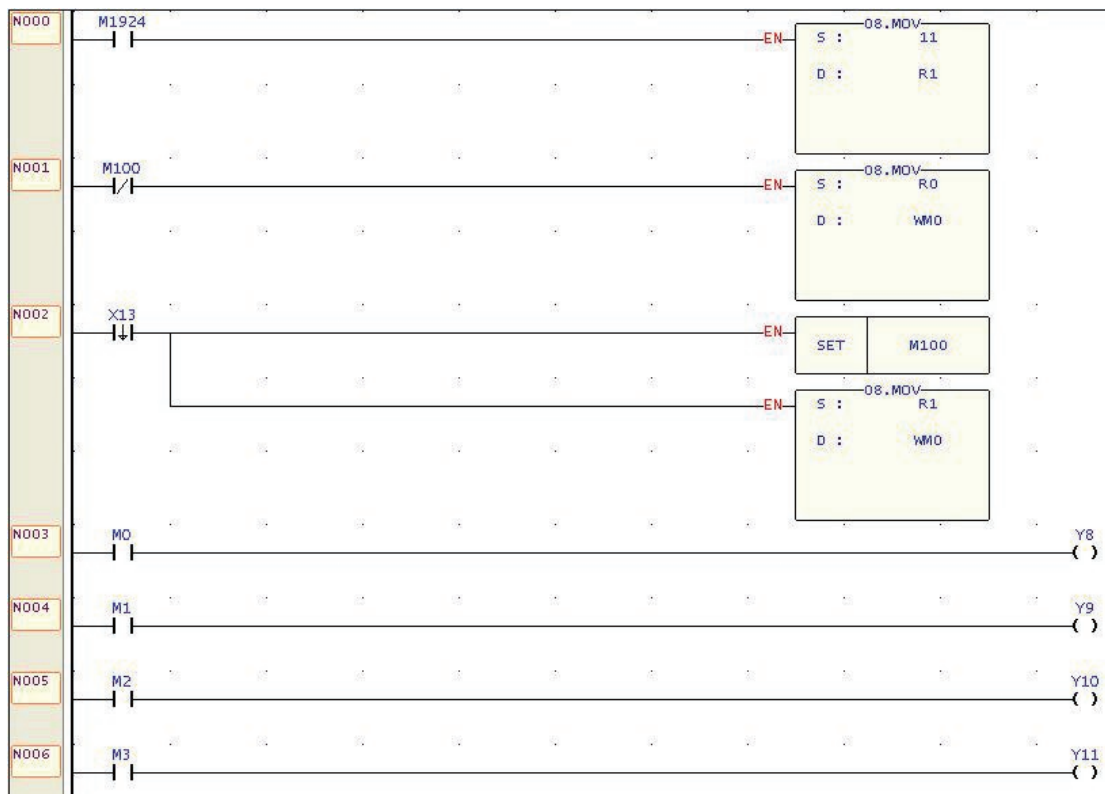 N000 M1924 EN 08.MOV
S : 11
D : R1
N001 M100 EN 08.MOV
S : R0
D : WM0
N002 X13 EN SET M100
EN 08.MOV
S : R1
D : WM0
N003 M0 Y8
N004 M1 Y9
N005 M2 Y10
N006 M3 Y11